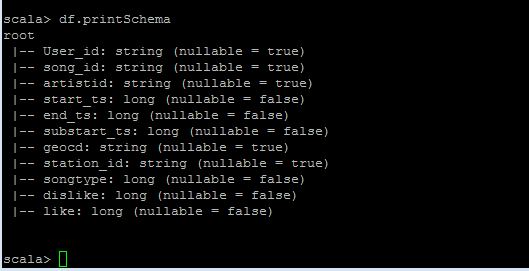 scala> df.printSchema
root
 |-- User_id: string (nullable = true)
 |-- song_id: string (nullable = true)
 |-- artistid: string (nullable = true)
 |-- start_ts: long (nullable = false)
 |-- end_ts: long (nullable = false)
 |-- substart_ts: long (nullable = false)
 |-- geocd: string (nullable = true)
 |-- station_id: string (nullable = true)
 |-- songtype: long (nullable = false)
 |-- dislike: long (nullable = false)
 |-- like: long (nullable = false)
scala>